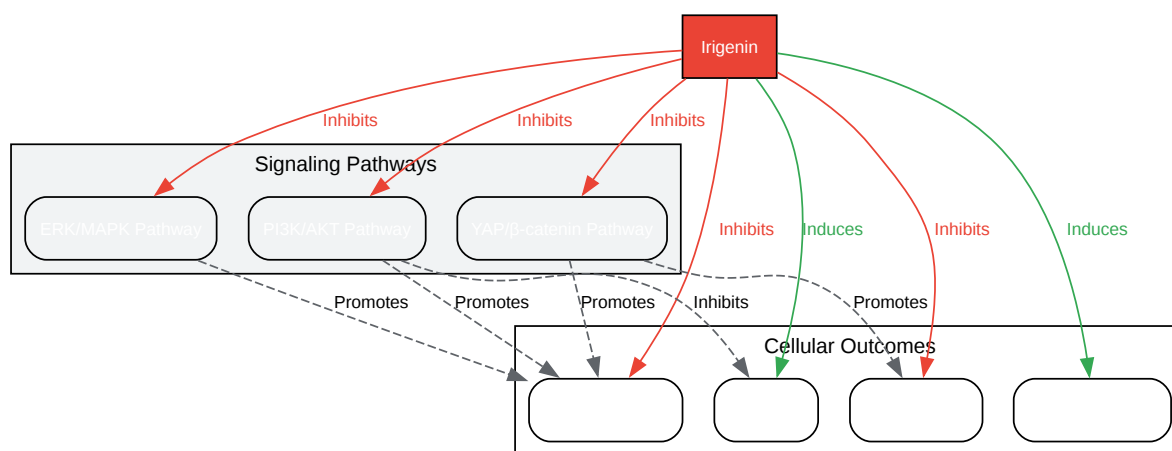 Irigenin
Inhibits
Inhibits
Inhibits
Signaling Pathways
ERK/MAPK Pathway
PI3K/AKT Pathway
YAP/β-catenin Pathway
Inhibits
Induces
Inhibits
Induces
Promotes
Promotes
Promotes
Inhibits
Promotes
Cellular Outcomes